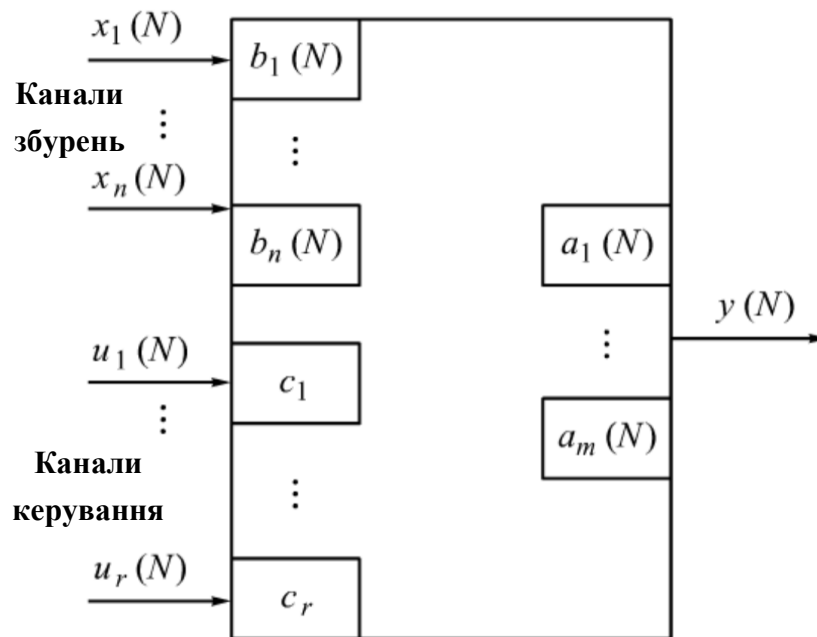 x₁(N)
b₁(N)
Канали
збурень
⋮
⋮
xₙ(N)
bₙ(N)
a₁(N)
y(N)
u₁(N)
c₁
⋮
⋮
aₘ(N)
Канали
керування
⋮
uᵣ(N)
cᵣ